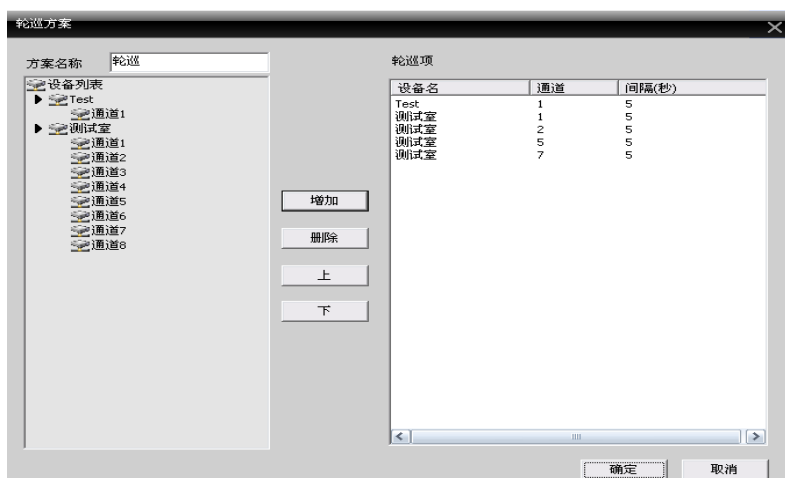 轮巡方案
方案名称 轮巡
设备列表
Test
通道1
测试室
通道1
通道2
通道3
通道4
通道5
通道6
通道7
通道8
增加
删除
上
下
轮巡项
设备名 通道 间隔(秒)
Test 1 5
测试室 1 5
测试室 2 5
测试室 5 5
测试室 7 5
确定 取消